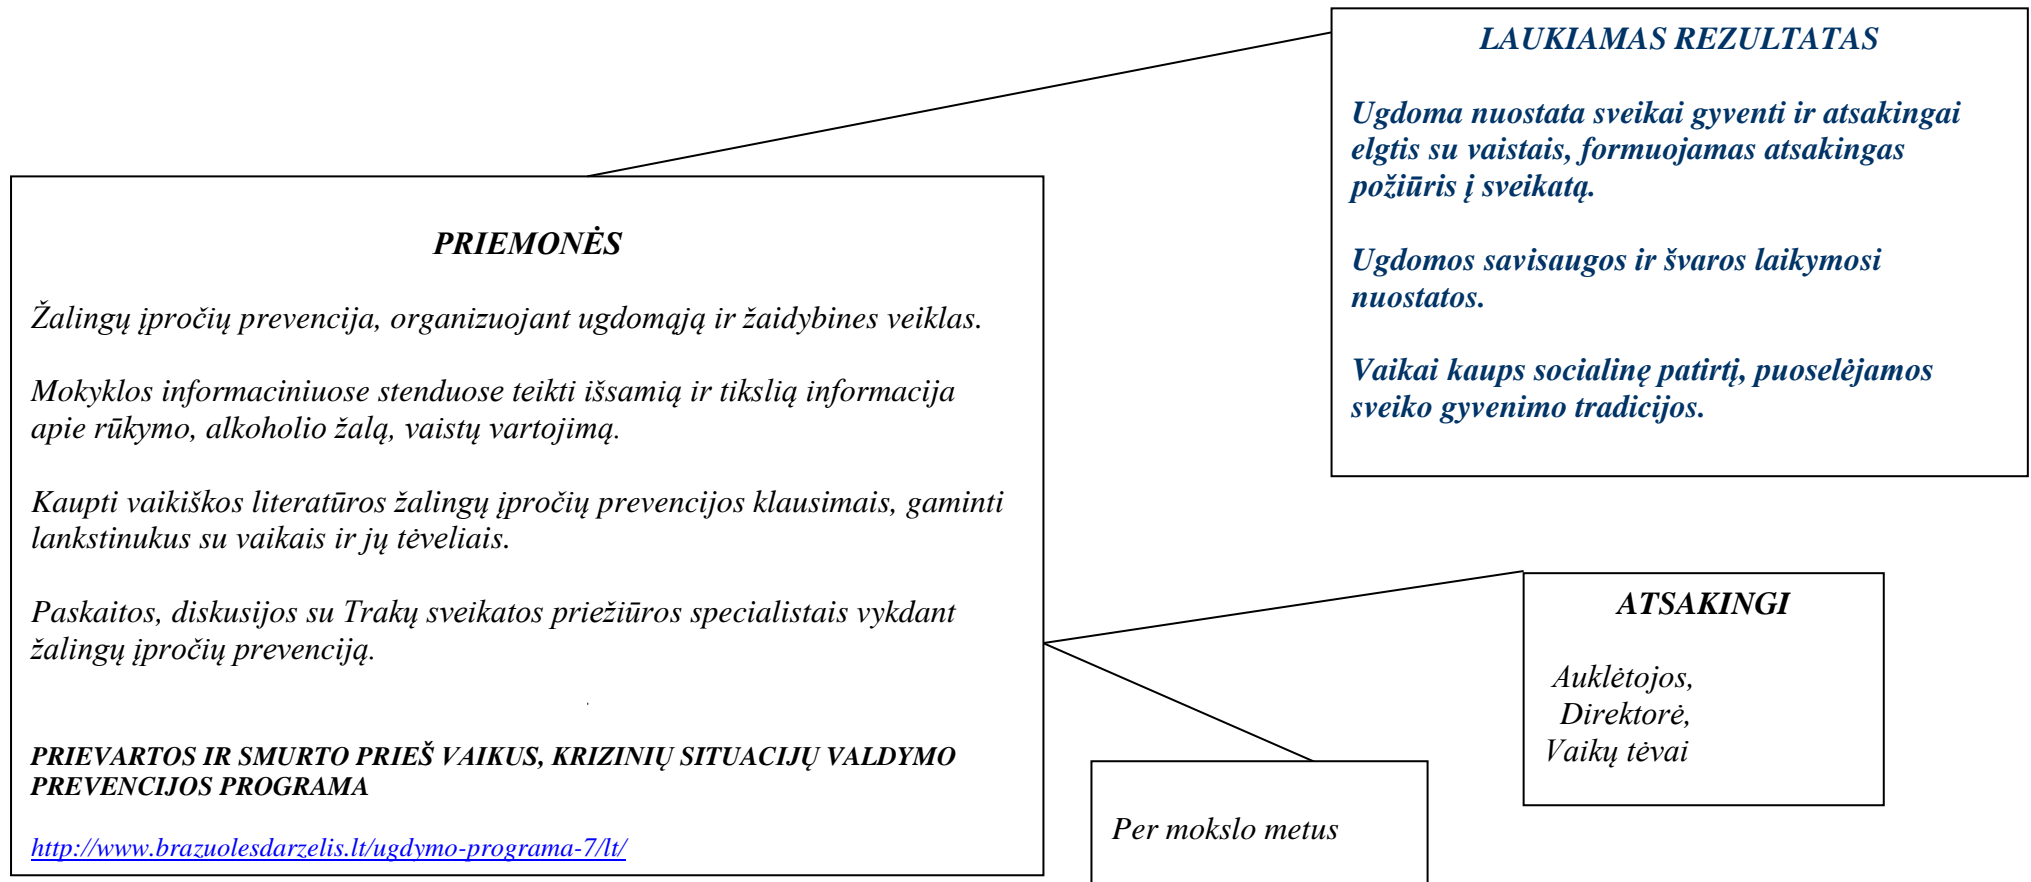 LAUKIAMAS REZULTATAS
Ugdoma nuostata sveikai gyventi ir atsakingai
elgtis su vaistais, formuojamas atsakingas
požiūris į sveikatą.
Ugdomos savisaugos ir švaros laikymosi
nuostatos.
Vaikai kaups socialinę patirtį, puoselėjamos
sveiko gyvenimo tradicijos.
PRIEMONĖS
Žalingų įpročių prevencija, organizuojant ugdomąją ir žaidybines veiklas.
Mokyklos informaciniuose stenduose teikti išsamią ir tikslią informacija
apie rūkymo, alkoholio žalą, vaistų vartojimą.
Kaupti vaikiškos literatūros žalingų įpročių prevencijos klausimais, gaminti
lankstinukus su vaikais ir jų tėveliais.
Paskaitos, diskusijos su Trakų sveikatos priežiūros specialistais vykdant
žalingų įpročių prevenciją.
PRIEVARTOS IR SMURTO PRIEŠ VAIKUS, KRIZINIŲ SITUACIJŲ VALDYMO
PREVENCIJOS PROGRAMA
http://www.brazuolesdarzelis.lt/ugdymo-programa-7/lt/
ATSAKINGI
Auklėtojos,
Direktorė,
Vaikų tėvai
Per mokslo metus